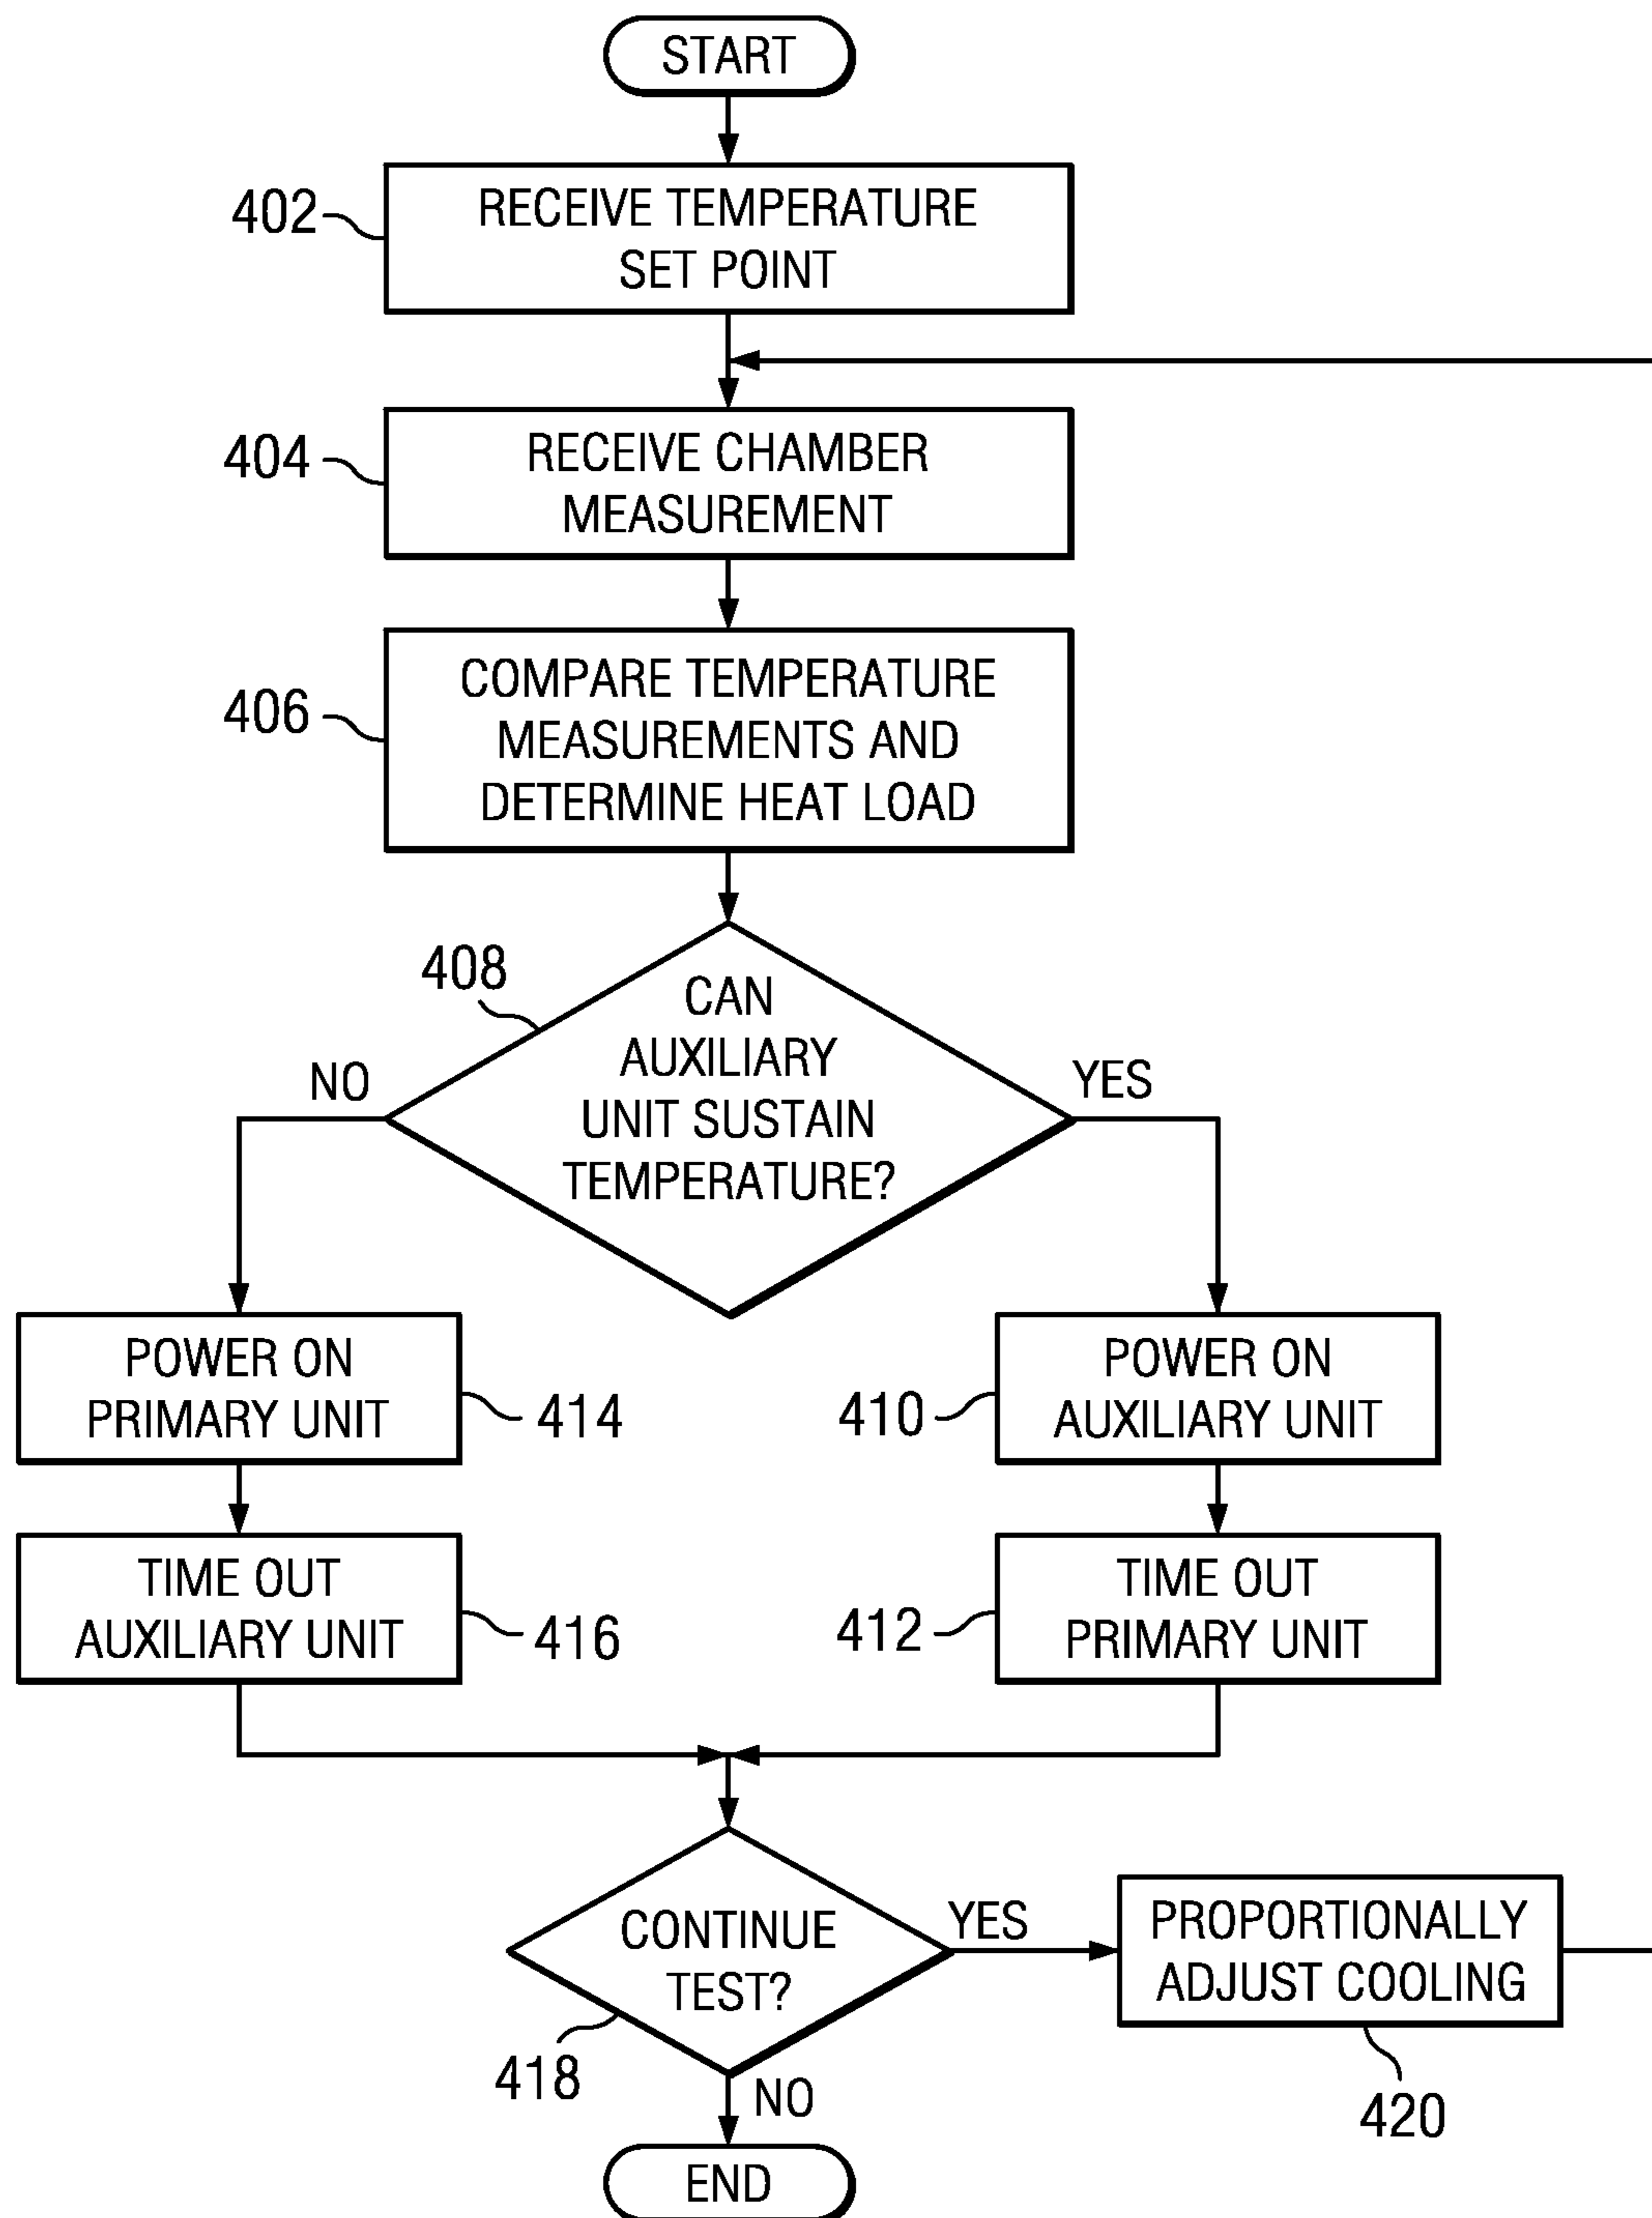 START
402
RECEIVE TEMPERATURE
SET POINT
404
RECEIVE CHAMBER
MEASUREMENT
406
COMPARE TEMPERATURE
MEASUREMENTS AND
DETERMINE HEAT LOAD
408
CAN
AUXILIARY
UNIT SUSTAIN
TEMPERATURE?
NO
YES
POWER ON
PRIMARY UNIT
414
410
POWER ON
AUXILIARY UNIT
TIME OUT
AUXILIARY UNIT
416
412
TIME OUT
PRIMARY UNIT
CONTINUE
TEST?
418
YES
PROPORTIONALLY
ADJUST COOLING
420
NO
END